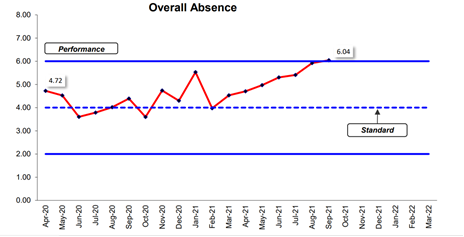 Overall Absence
8.00
7.00
6.00
5.00
4.00
3.00
2.00
1.00
0.00
Performance
4.72
6.04
Standard
Apr-20
May-20
Jun-20
Jul-20
Aug-20
Sep-20
Oct-20
Nov-20
Dec-20
Jan-21
Feb-21
Mar-21
Apr-21
May-21
Jun-21
Jul-21
Aug-21
Sep-21
Oct-21
Nov-21
Dec-21
Jan-22
Feb-22
Mar-22